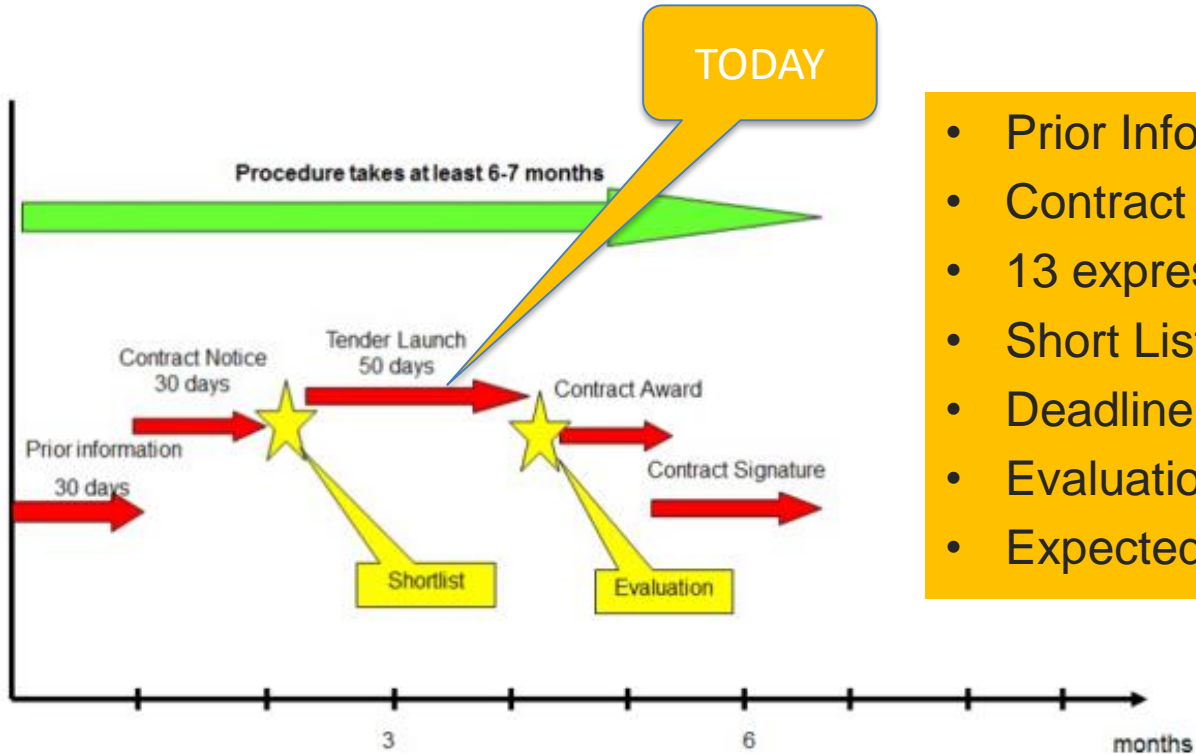 TODAY
Procedure takes at least 6-7 months
Tender Launch
50 days
Contract Notice
30 days
Contract Award
Prior information
30 days
Contract Signature
Shortlist
Evaluation
3
6
months
• Prior Info
• Contract
• 13 expres
• Short List
• Deadline
• Evaluatio
• Expected